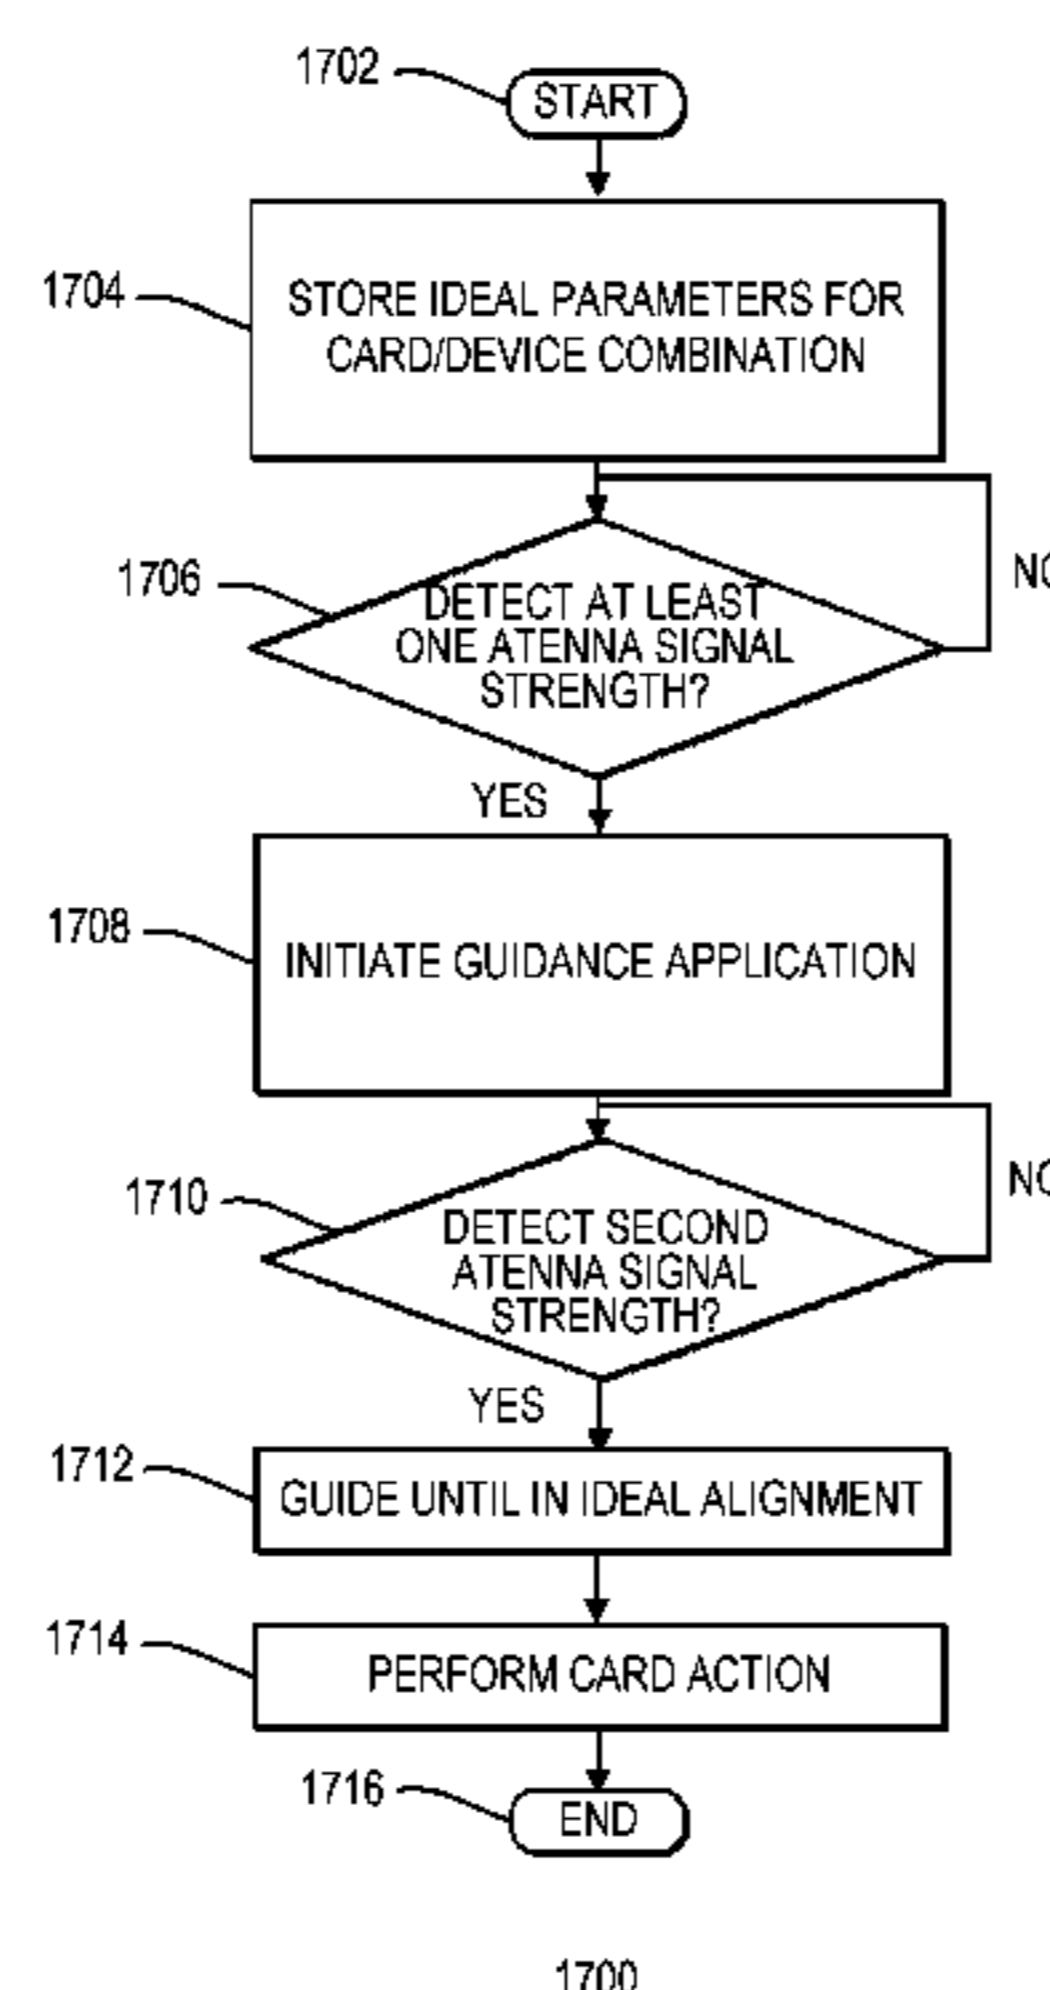 1702
START
1704
STORE IDEAL PARAMETERS FOR
CARD/DEVICE COMBINATION
1706
DETECT AT LEAST
ONE ATENNA SIGNAL
STRENGTH?
NO
YES
1708
INITIATE GUIDANCE APPLICATION
1710
DETECT SECOND
ATENNA SIGNAL
STRENGTH?
NO
YES
1712
GUIDE UNTIL IN IDEAL ALIGNMENT
1714
PERFORM CARD ACTION
1716
END
1700